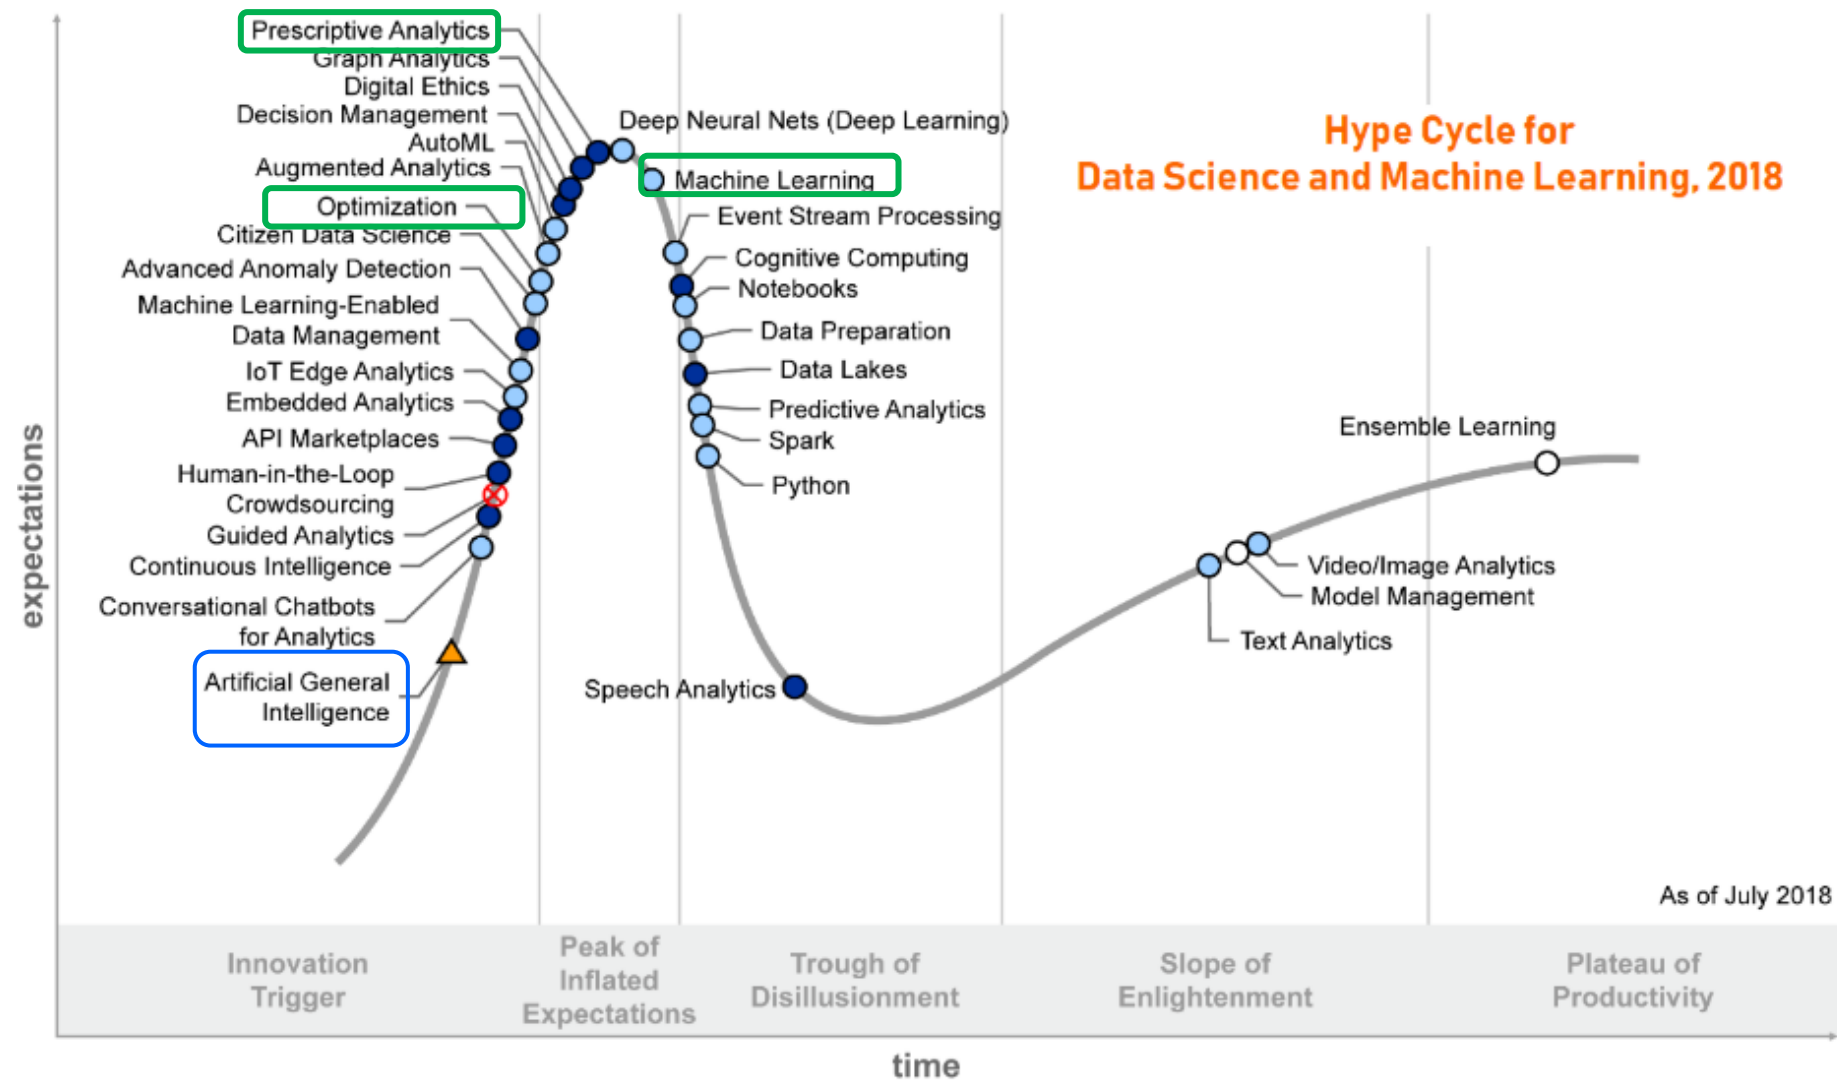 Prescriptive Analytics
Graph Analytics
Digital Ethics
Decision Management
AutoML
Augmented Analytics
Optimization
Citizen Data Science
Advanced Anomaly Detection
Machine Learning-Enabled
Data Management
IoT Edge Analytics
Embedded Analytics
API Marketplaces
Human-in-the-Loop
Crowdsourcing
Guided Analytics
Continuous Intelligence
Conversational Chatbots
for Analytics
Artificial General
Intelligence
Deep Neural Nets (Deep Learning)
Machine Learning
Event Stream Processing
Cognitive Computing
Notebooks
Data Preparation
Data Lakes
Predictive Analytics
Spark
Python
Speech Analytics
Hype Cycle for
Data Science and Machine Learning, 2018
Ensemble Learning
Video/Image Analytics
Model Management
Text Analytics
As of July 2018
expectations
Innovation
Trigger
Peak of
Inflated
Expectations
Trough of
Disillusionment
Slope of
Enlightenment
Plateau of
Productivity
time